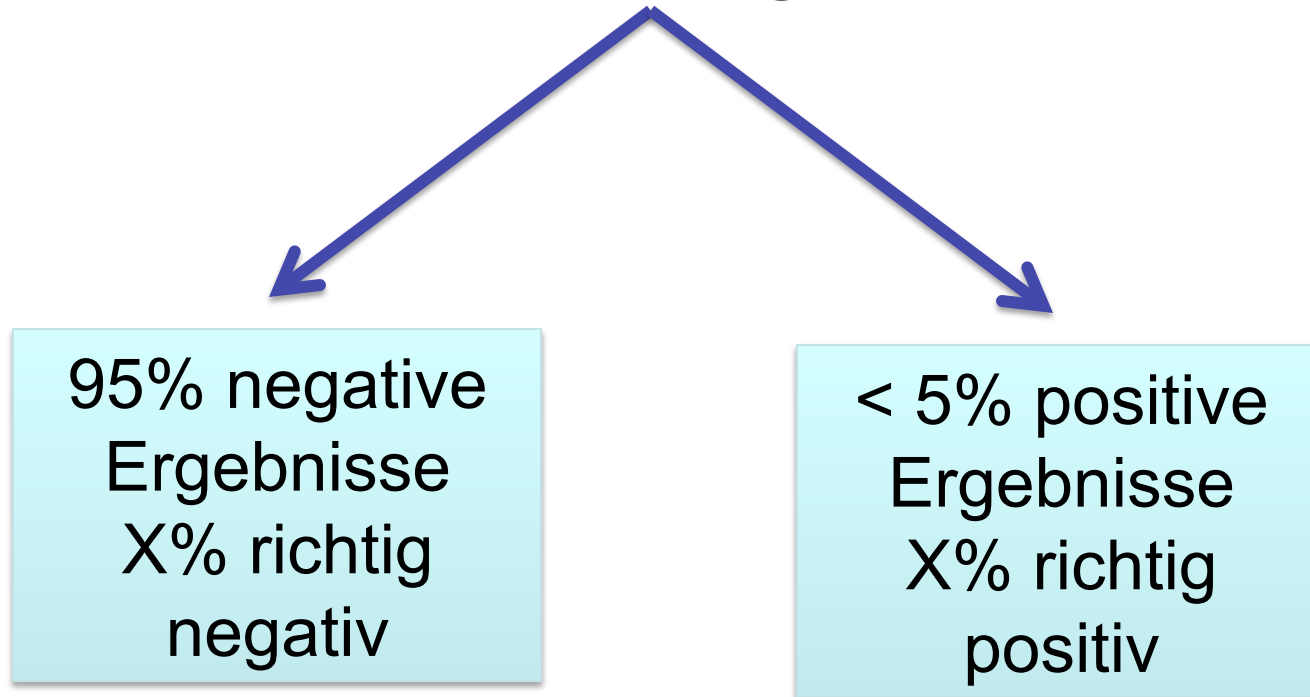 95% negative
Ergebnisse
X% richtig
negativ
< 5% positive
Ergebnisse
X% richtig
positiv